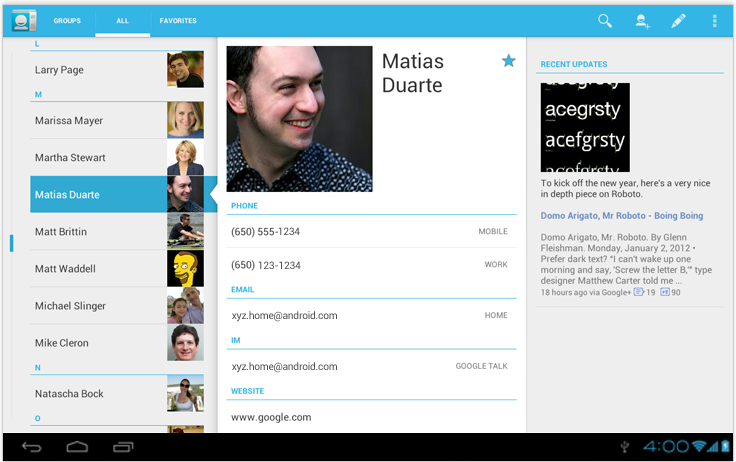 GROUPS
ALL
FAVORITES
L
Larry Page
M
Marissa Mayer
Martha Stewart
Matias Duarte
Matt Brittin
Matt Waddell
Michael Slinger
Mike Cleron
N
Natascha Bock
O
Matias
Duarte
PHONE
(650) 555-1234 MOBILE
(650) 123-1234 WORK
EMAIL
xyz.home@android.com HOME
IM
xyz.home@android.com GOOGLE TALK
WEBSITE
www.google.com
RECENT UPDATES
acegrsty
acegrsty
acefgrsty
To kick off the new year, here's a very nice
in depth piece on Roboto.
Domo Arigato, Mr Roboto - Boing Boing
Domo Arigato, Mr. Roboto. By Glenn
Fleishman. Monday, January 2, 2012 •
Prefer dark text? "I can't wake up one
morning and say, 'Screw the letter B,'" type
designer Matthew Carter told me ...
18 hours ago via Google+ 19 +1 90
4:00